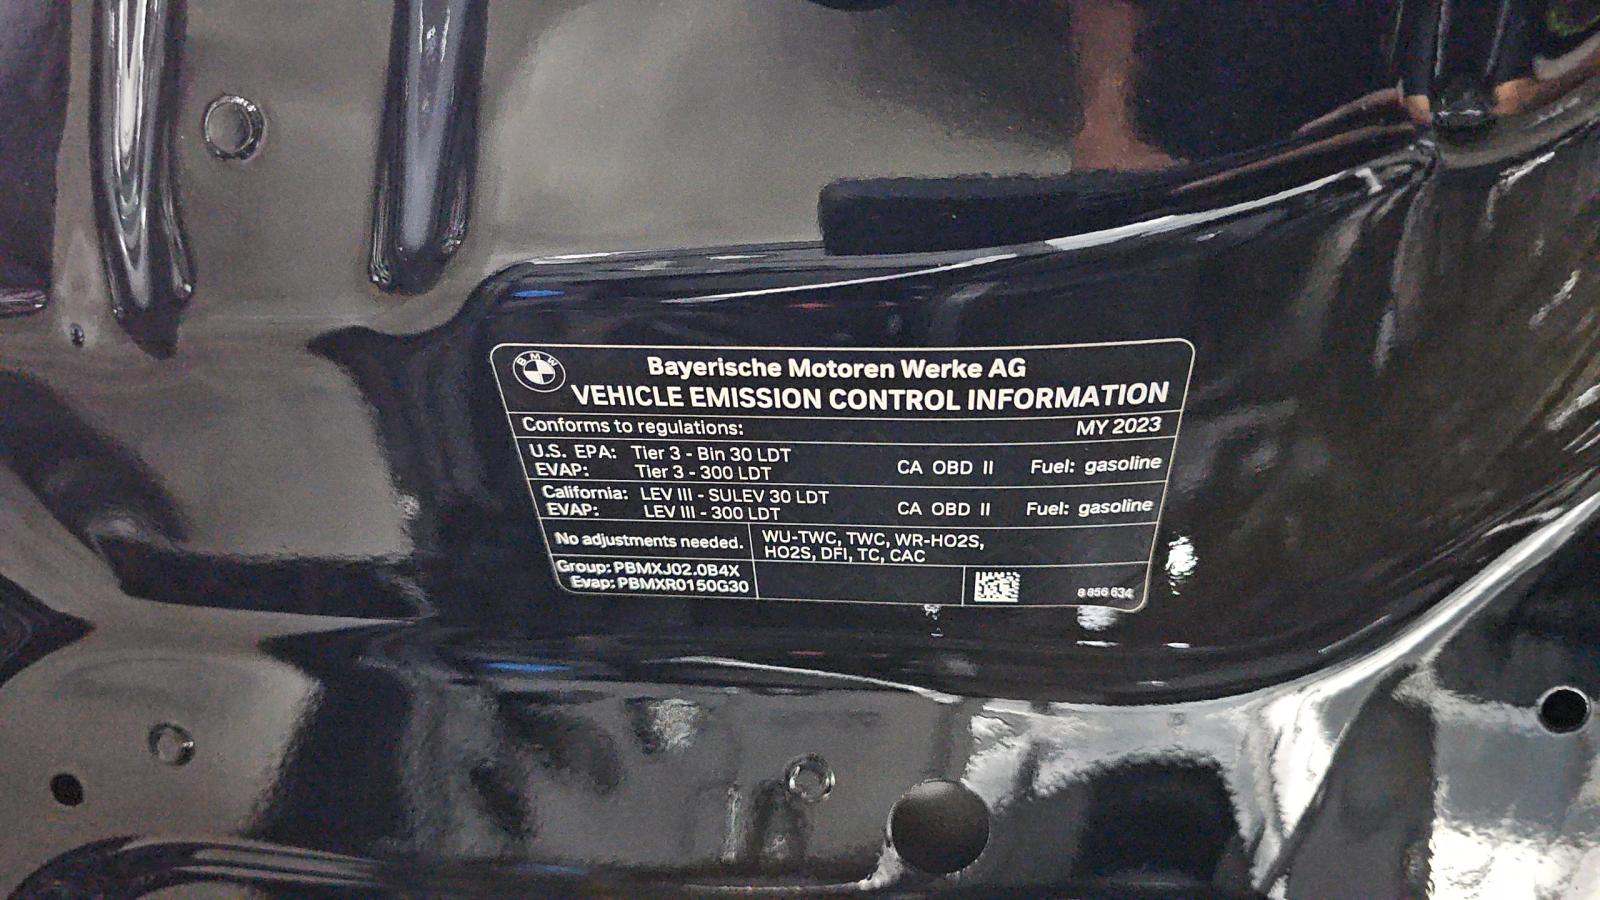 BMW
Bayerische Motoren Werke AG
VEHICLE EMISSION CONTROL INFORMATION
Conforms to regulations: MY 2023
U.S. EPA: Tier 3 - Bin 30 LDT
EVAP: Tier 3 - 300 LDT CA OBD II Fuel: gasoline
California: LEV III - SULEV 30 LDT
EVAP: LEV III - 300 LDT CA OBD II Fuel: gasoline
No adjustments needed. WU-TWC, TWC, WR-HO2S,
HO2S, DFI, TC, CAC
Group: PBMXJ02.0B4X
Evap: PBMXR0150G30
8 856 634